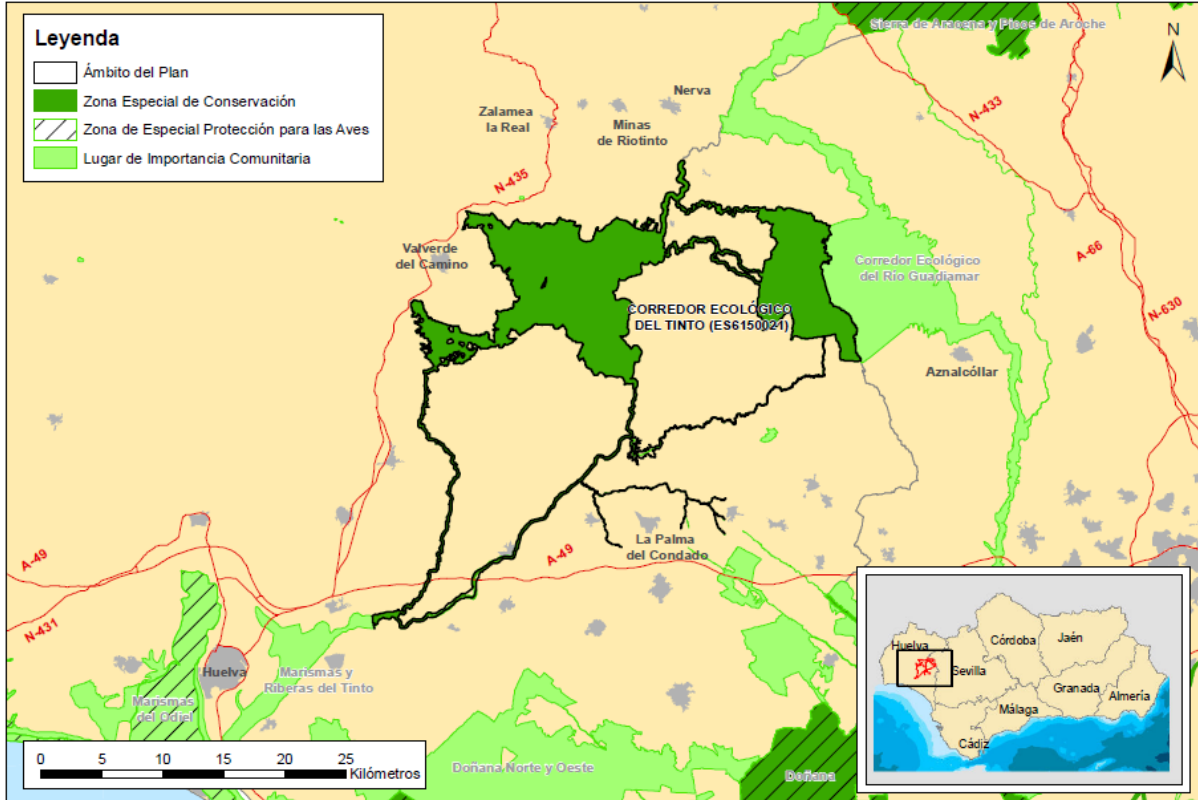 Leyenda
Ámbito del Plan
Zona Especial de Conservación
Zona de Especial Protección para las Aves
Lugar de Importancia Comunitaria
Sierra de Aracena y Picos de Aroche
N
Nerva
Zalamea
la Real
Minas
de Riotinto
N-433
N-435
Valverde
del Camino
A-66
Corredor Ecológico
del Río Guadiamar
N-630
CORREDOR ECOLÓGICO
DEL TINTO (ES6150021)
Aznalcóllar
La Palma
del Condado
A-49
A-49
N-431
Huelva
Marismas y
Riberas del Tinto
Marismas
del Odiel
Doñana Norte y Oeste
Doñana
0 5 10 15 20 25
Kilómetros
Huelva
Sevilla
Córdoba
Jaén
Granada
Almería
Málaga
Cádiz